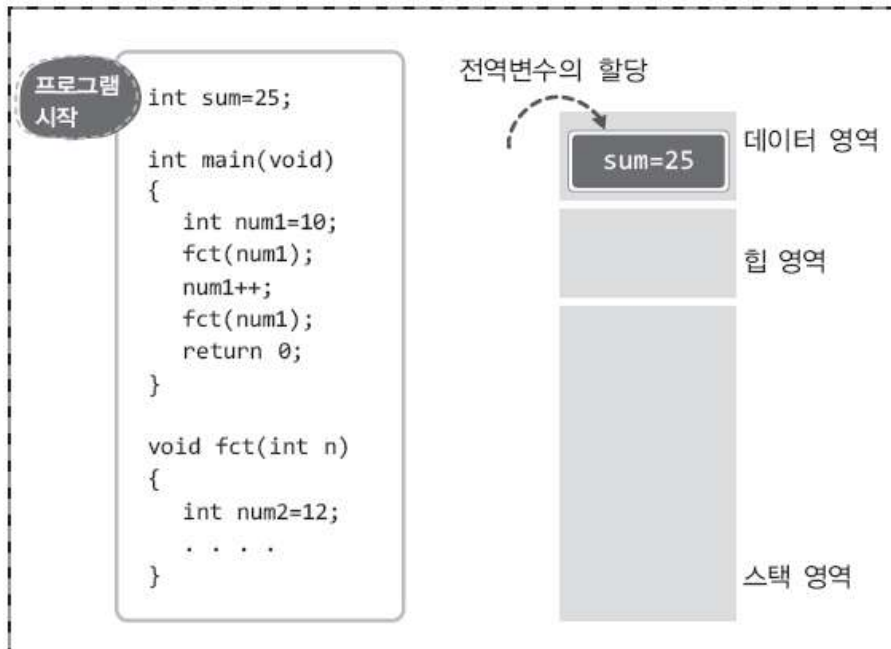 프로그램
시작
int sum=25;
int main(void)
{
int num1=10;
fct(num1);
num1++;
fct(num1);
return 0;
}
void fct(int n)
{
int num2=12;
. . . .
}
전역변수의 할당
sum=25
데이터 영역
힙 영역
스택 영역